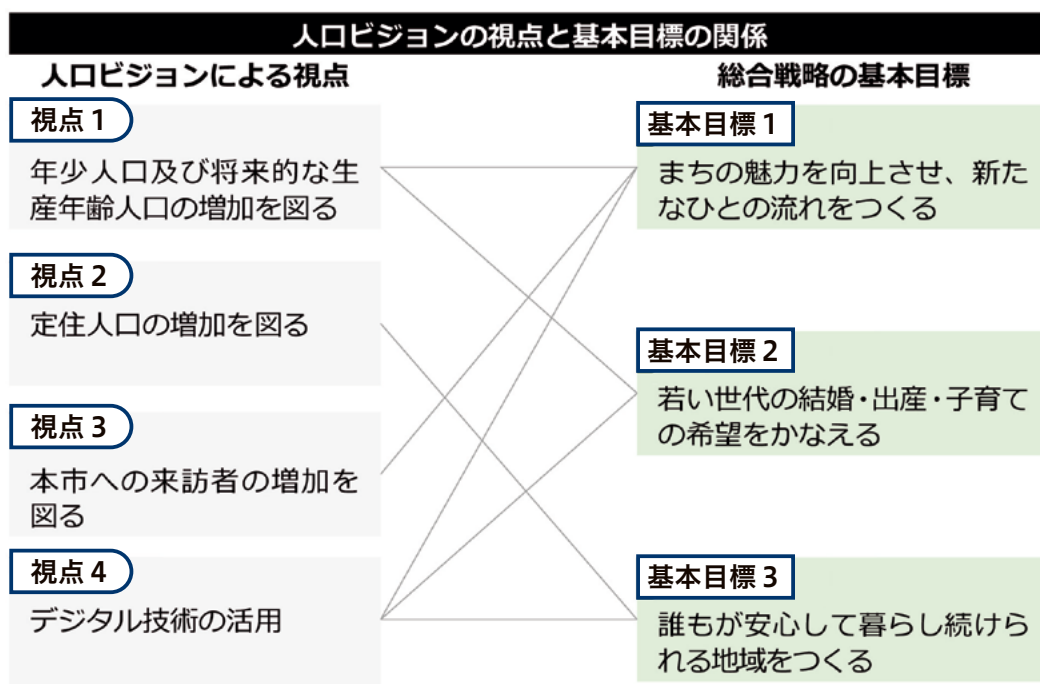 人口ビジョンの視点と基本目標の関係
人口ビジョンによる視点
視点 1
年少人口及び将来的な生
産年齢人口の増加を図る
視点 2
定住人口の増加を図る
視点 3
本市への来訪者の増加を
図る
視点 4
デジタル技術の活用
総合戦略の基本目標
基本目標 1
まちの魅力を向上させ、新た
なひとの流れをつくる
基本目標 2
若い世代の結婚・出産・子育て
の希望をかなえる
基本目標 3
誰もが安心して暮らし続けら
れる地域をつくる